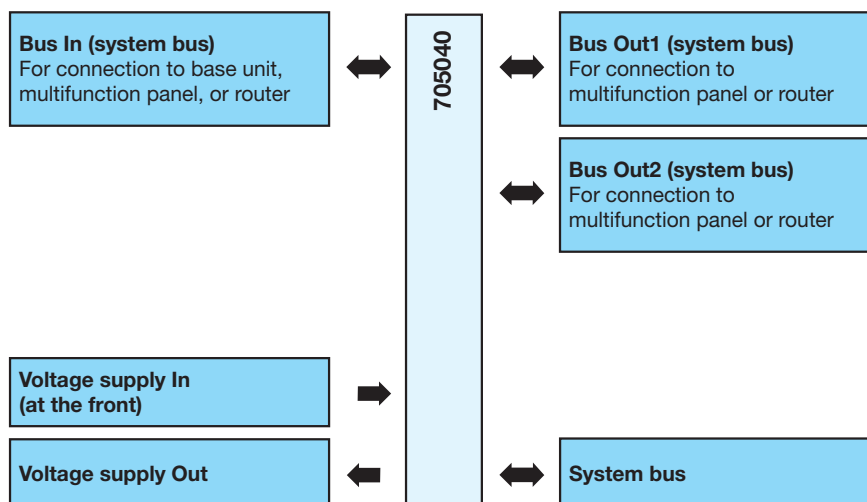 Bus In (system bus)
For connection to base unit,
multifunction panel, or router
705040
Bus Out1 (system bus)
For connection to
multifunction panel or router
Bus Out2 (system bus)
For connection to
multifunction panel or router
Voltage supply In
(at the front)
Voltage supply Out
System bus